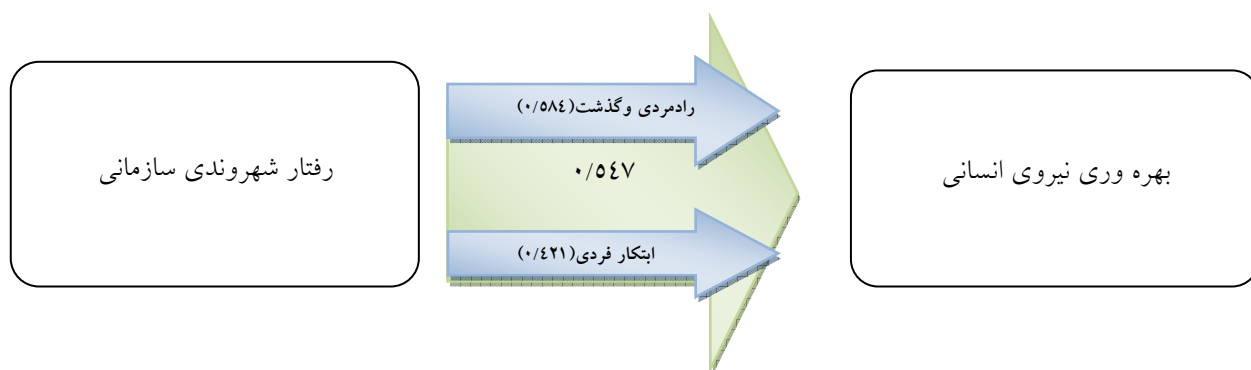 رادمردی وگذشت(۰/۵۸٤)
بهره وری نیروی انسانی
۰/۵٤۷
رفتار شهروندی سازمانی
ابتکار فردی(۰/٤۲۱)